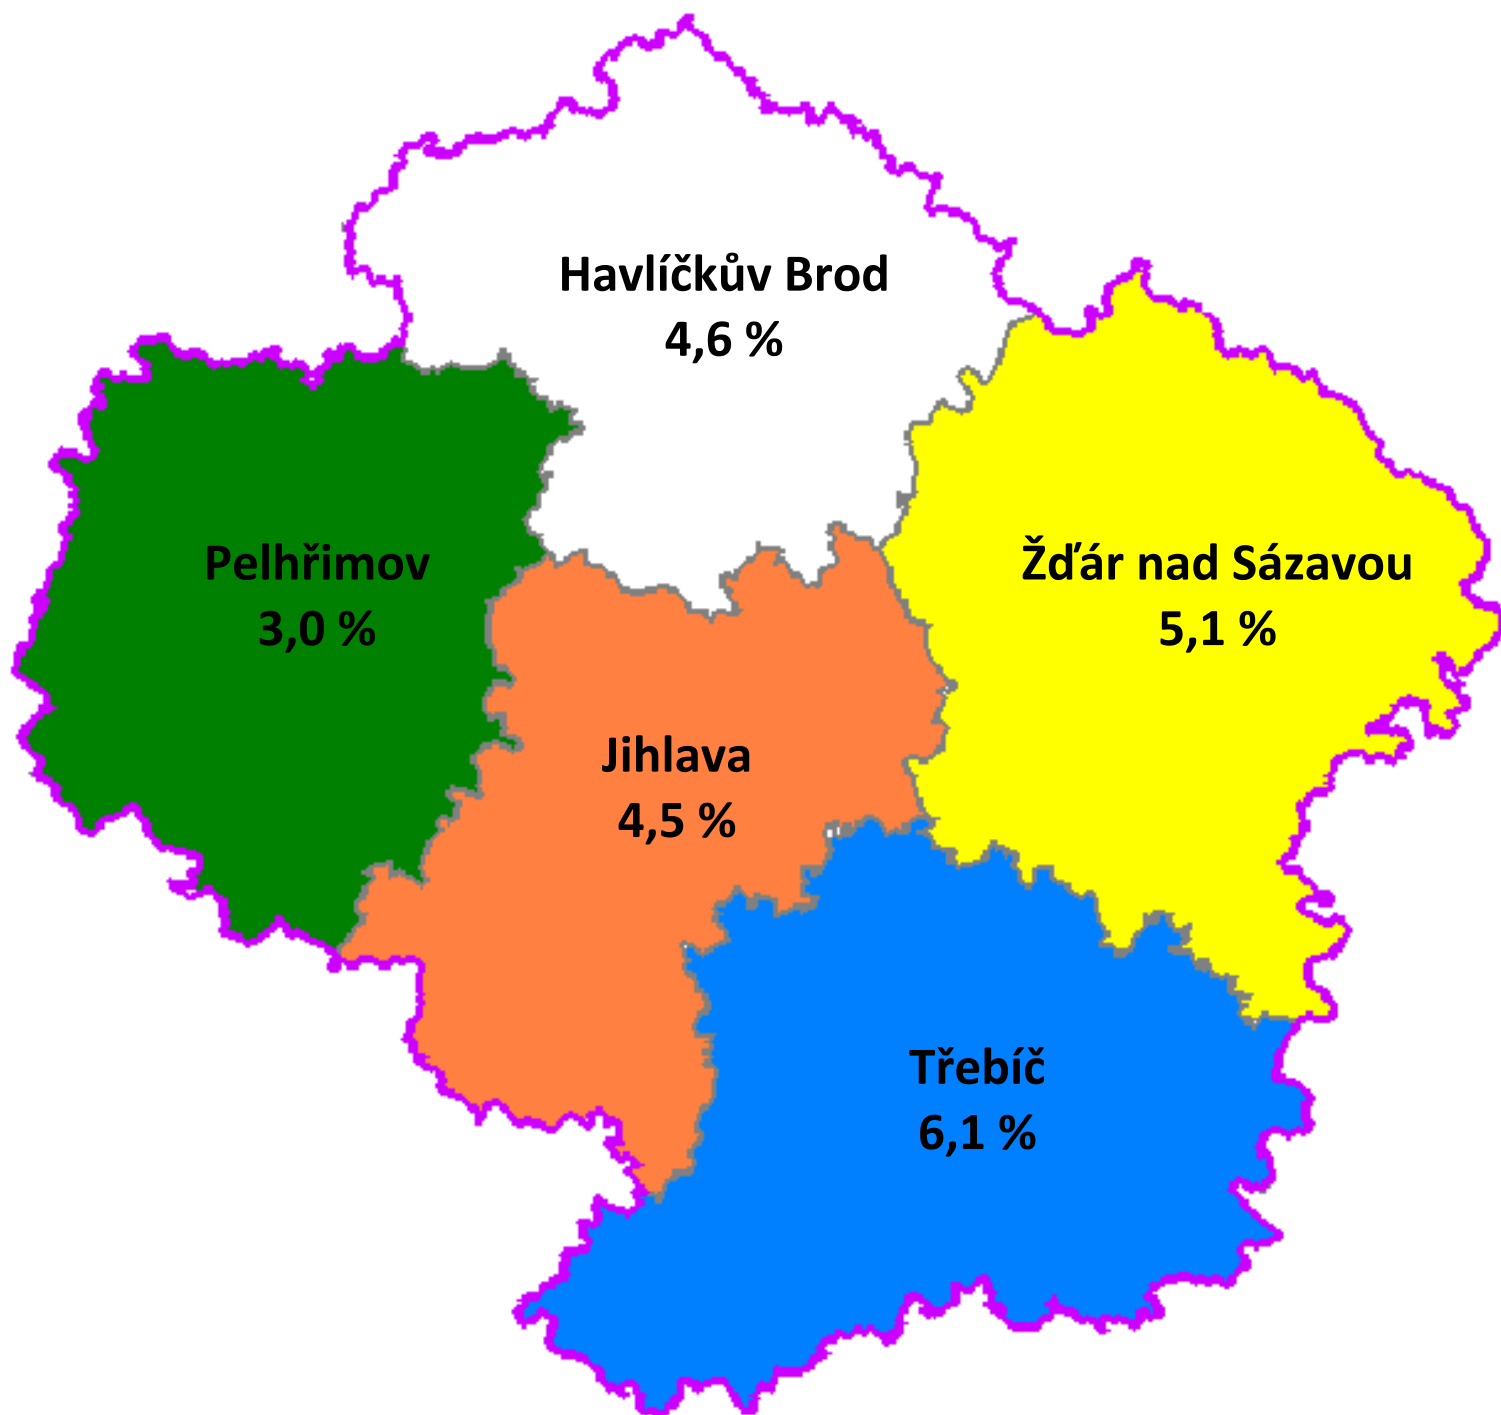 Havlíčkův Brod
4,6 %
Pelhřimov
3,0 %
Žďár nad Sázavou
5,1 %
Jihlava
4,5 %
Třebíč
6,1 %